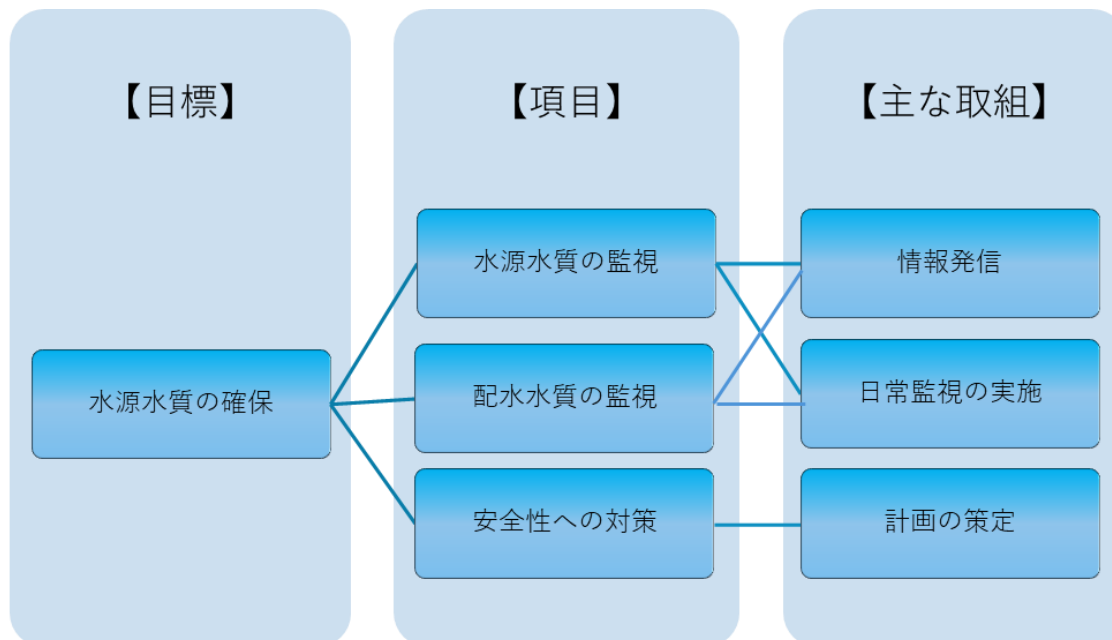 【目標】
【項目】
【主な取組】
水源水質の確保
水源水質の監視
配水水質の監視
安全性への対策
情報発信
日常監視の実施
計画の策定